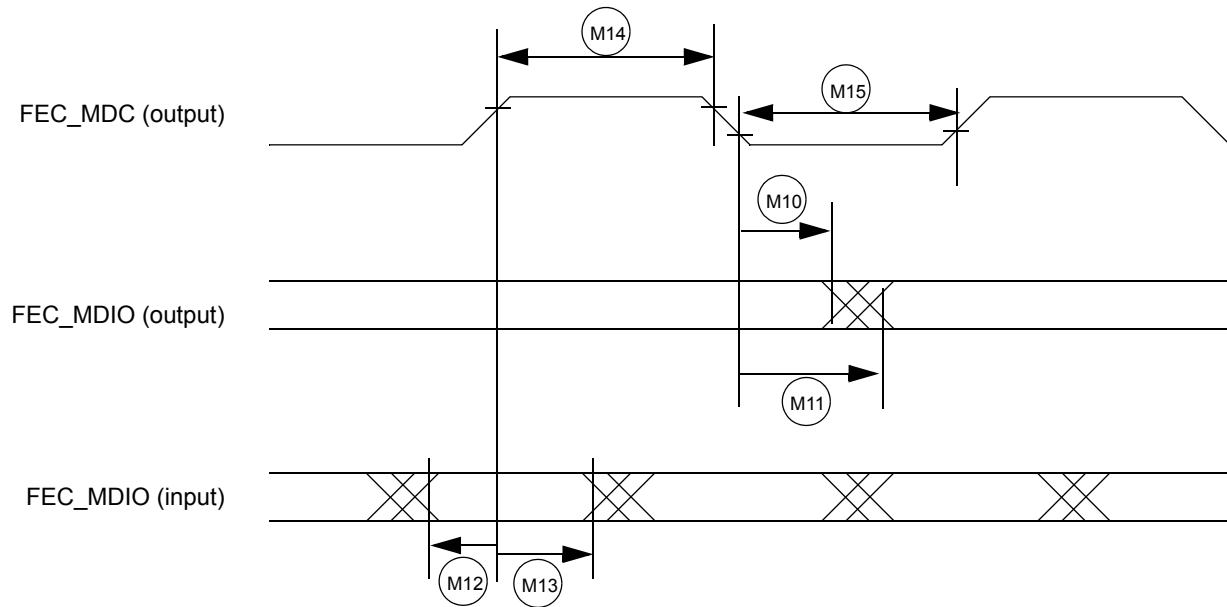 M14
FEC_MDC (output)
M15
M10
FEC_MDIO (output)
M11
FEC_MDIO (input)
M12
M13